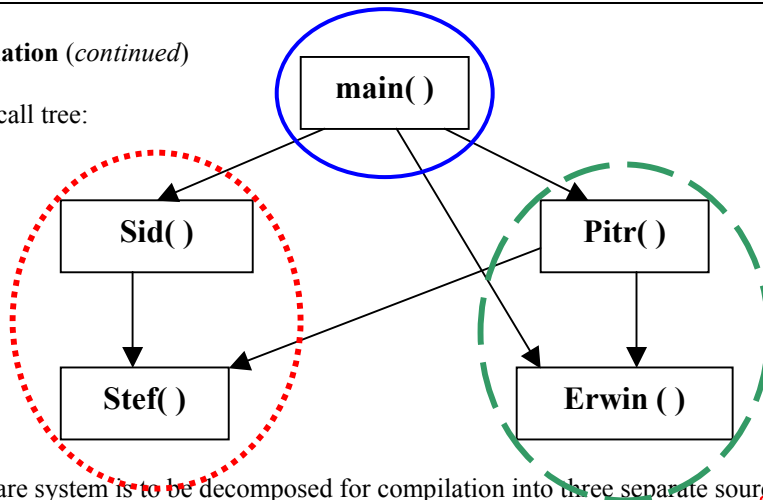 ation (continued)
main( )
call tree:
Sid( )
Pitr( )
Stef( )
Erwin ( )
are system is to be decomposed for compilation into three separate sour